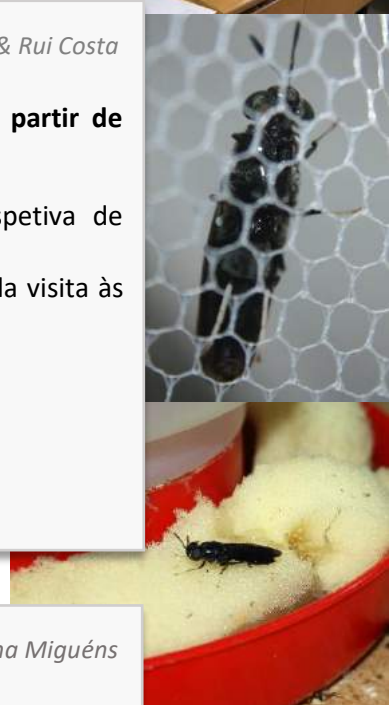 & Rui Costa
partir de
spetiva de
la visita às
na Miguéns